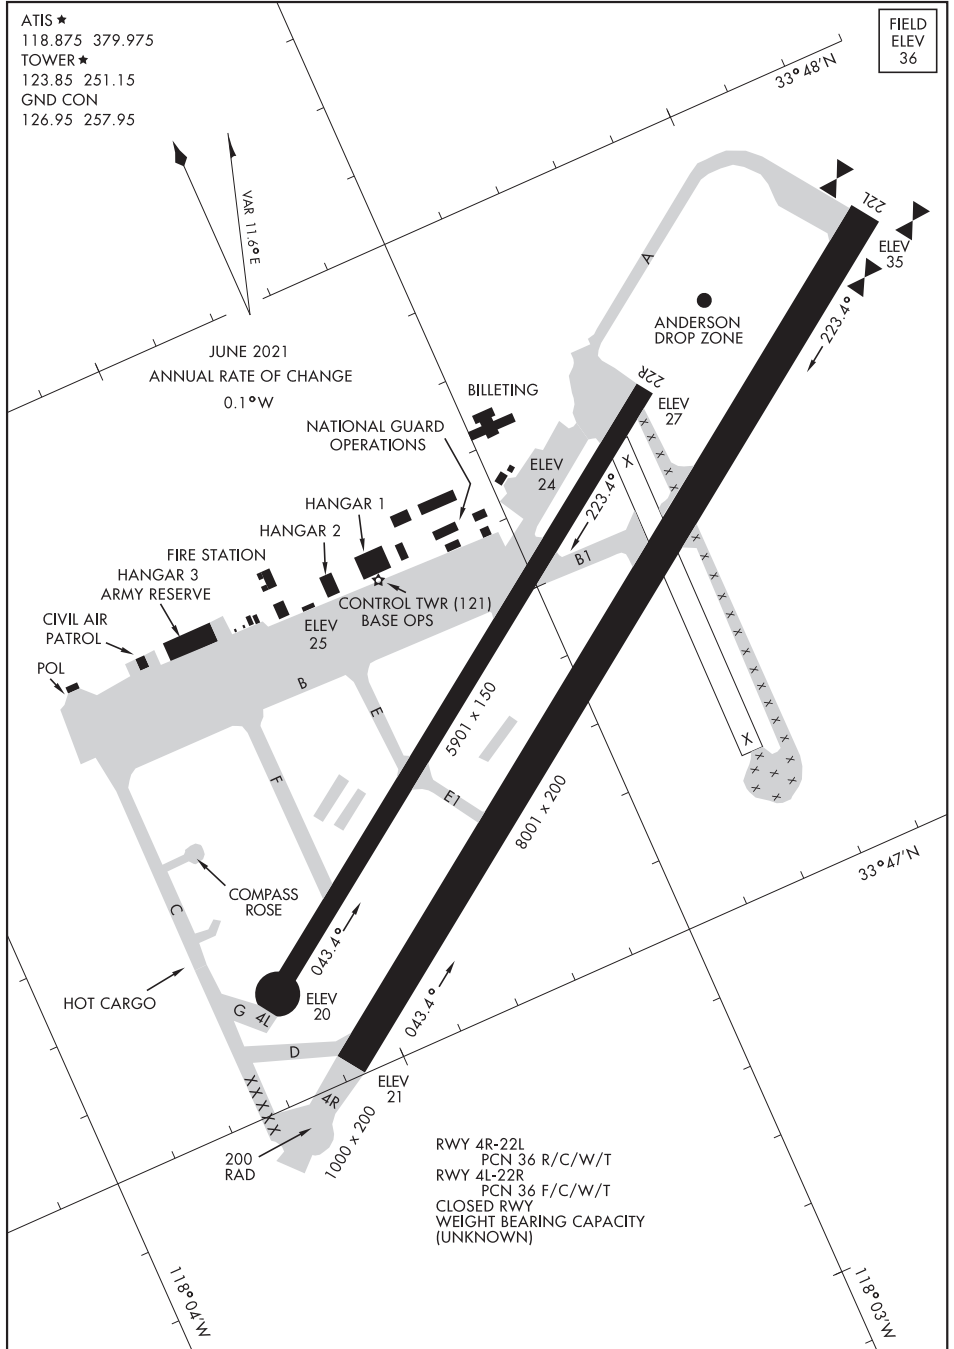 ATIS ★
118.875 379.975
TOWER ★
123.85 251.15
GND CON
126.95 257.95
FIELD
ELEV
36
33°48'N
VAR 11.6°E
JUNE 2021
ANNUAL RATE OF CHANGE
0.1°W
22L
ELEV
35
223.4°
A
ANDERSON
DROP ZONE
22R
ELEV
27
BILLETING
NATIONAL GUARD
OPERATIONS
ELEV
24
X
223.4°
HANGAR 1
HANGAR 2
FIRE STATION
HANGAR 3
ARMY RESERVE
B1
CONTROL TWR (121)
BASE OPS
ELEV
25
CIVIL AIR
PATROL
POL
B
E
5901 x 150
X
F
E1
8001 x 200
33°47'N
COMPASS
ROSE
C
043.4°
HOT CARGO
ELEV
20
G
4L
043.4°
D
ELEV
21
XXXXX
4R
1000 x 200
200
RAD
RWY 4R-22L
PCN 36 R/C/W/T
RWY 4L-22R
PCN 36 F/C/W/T
CLOSED RWY
WEIGHT BEARING CAPACITY
(UNKNOWN)
118°04'W
118°03'W